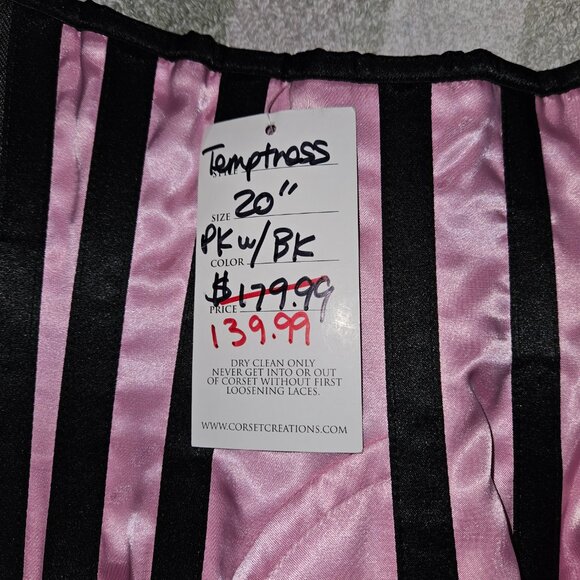 Temptress
SIZE 20"
COLOR PK w/ BK
PRICE $179.99
139.99
DRY CLEAN ONLY
NEVER GET INTO OR OUT
OF CORSET WITHOUT FIRST
LOOSENING LACES.
WWW.CORSETCREATIONS.COM